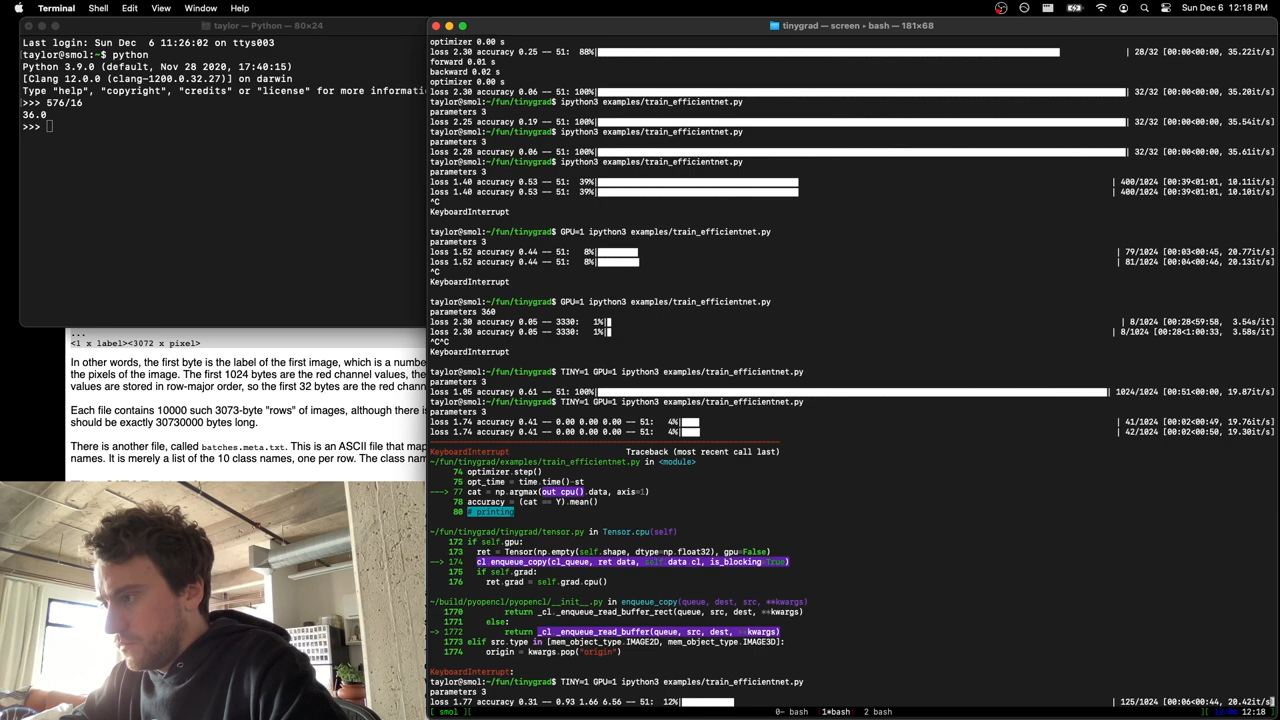 Terminal Shell Edit View Window Help
Sun Dec 6 12:18 PM
taylor — Python — 80×24
Last login: Sun Dec  6 11:26:02 on ttys003
taylor@smol:~$ python
Python 3.9.0 (default, Nov 28 2020, 17:40:15)
[Clang 12.0.0 (clang-1200.0.32.27)] on darwin
Type "help", "copyright", "credits" or "license" for more informati
>>> 576/16
36.0
>>>
...
<1 x label><3072 x pixel>
In other words, the first byte is the label of the first image, which is a numbe
the pixels of the image. The first 1024 bytes are the red channel values, the
values are stored in row-major order, so the first 32 bytes are the red chann
Each file contains 10000 such 3073-byte "rows" of images, although there is
should be exactly 30730000 bytes long.
There is another file, called batches.meta.txt. This is an ASCII file that map
names. It is merely a list of the 10 class names, one per row. The class nam
tinygrad — screen • bash — 181×68
optimizer 0.00 s
loss 2.30 accuracy 0.25 -- 51:  88%| | 28/32 [00:00<00:00, 35.22it/s]
forward 0.01 s
backward 0.02 s
optimizer 0.00 s
loss 2.30 accuracy 0.06 -- 51: 100%| | 32/32 [00:00<00:00, 35.20it/s]
taylor@smol:~/fun/tinygrad$ ipython3 examples/train_efficientnet.py
parameters 3
loss 2.25 accuracy 0.19 -- 51: 100%| | 32/32 [00:00<00:00, 35.54it/s]
taylor@smol:~/fun/tinygrad$ ipython3 examples/train_efficientnet.py
parameters 3
loss 2.28 accuracy 0.06 -- 51: 100%| | 32/32 [00:00<00:00, 35.61it/s]
taylor@smol:~/fun/tinygrad$ ipython3 examples/train_efficientnet.py
parameters 3
loss 1.40 accuracy 0.53 -- 51:  39%| | 400/1024 [00:39<01:01, 10.11it/s]
loss 1.40 accuracy 0.53 -- 51:  39%| | 400/1024 [00:39<01:01, 10.10it/s]
^C
KeyboardInterrupt
taylor@smol:~/fun/tinygrad$ GPU=1 ipython3 examples/train_efficientnet.py
parameters 3
loss 1.52 accuracy 0.44 -- 51:   8%| | 79/1024 [00:03<00:45, 20.77it/s]
loss 1.52 accuracy 0.44 -- 51:   8%| | 81/1024 [00:04<00:46, 20.13it/s]
^C
KeyboardInterrupt
taylor@smol:~/fun/tinygrad$ GPU=1 ipython3 examples/train_efficientnet.py
parameters 360
loss 2.30 accuracy 0.05 -- 3330:   1%| | 8/1024 [00:28<59:58,  3.54s/it]
loss 2.30 accuracy 0.05 -- 3330:   1%| | 8/1024 [00:28<1:00:33,  3.58s/it]
^C^C
KeyboardInterrupt
taylor@smol:~/fun/tinygrad$ TINY=1 GPU=1 ipython3 examples/train_efficientnet.py
parameters 3
loss 1.05 accuracy 0.61 -- 51: 100%| | 1024/1024 [00:51<00:00, 19.87it/s]
taylor@smol:~/fun/tinygrad$ TINY=1 GPU=1 ipython3 examples/train_efficientnet.py
parameters 3
loss 1.74 accuracy 0.41 -- 0.00 0.00 0.00 -- 51:   4%| | 41/1024 [00:02<00:49, 19.76it/s]
loss 1.74 accuracy 0.41 -- 0.00 0.00 0.00 -- 51:   4%| | 42/1024 [00:02<00:50, 19.30it/s]
KeyboardInterrupt Traceback (most recent call last)
~/fun/tinygrad/examples/train_efficientnet.py in <module>
74 optimizer.step()
75 opt_time = time.time()-st
---> 77 cat = np.argmax(out.cpu().data, axis=1)
78 accuracy = (cat == Y).mean()
80 # printing
~/fun/tinygrad/tinygrad/tensor.py in Tensor.cpu(self)
172 if self.gpu:
173   ret = Tensor(np.empty(self.shape, dtype=np.float32), gpu=False)
--> 174   cl.enqueue_copy(cl_queue, ret.data, self.data.cl, is_blocking=True)
175   if self.grad:
176     ret.grad = self.grad.cpu()
~/build/pyopencl/pyopencl/__init__.py in enqueue_copy(queue, dest, src, **kwargs)
1770         return _cl._enqueue_read_buffer_rect(queue, src, dest, **kwargs)
1771     else:
-> 1772         return _cl._enqueue_read_buffer(queue, src, dest, **kwargs)
1773 elif src.type in [mem_object_type.IMAGE2D, mem_object_type.IMAGE3D]:
1774     origin = kwargs.pop("origin")
KeyboardInterrupt:
taylor@smol:~/fun/tinygrad$ TINY=1 GPU=1 ipython3 examples/train_efficientnet.py
parameters 3
loss 1.77 accuracy 0.31 -- 0.93 1.66 6.56 -- 51:  12%| | 125/1024 [00:06<00:44, 20.42it/s]
[ smol ][ 0- bash 1*bash 2 bash ][ 12:18 ]